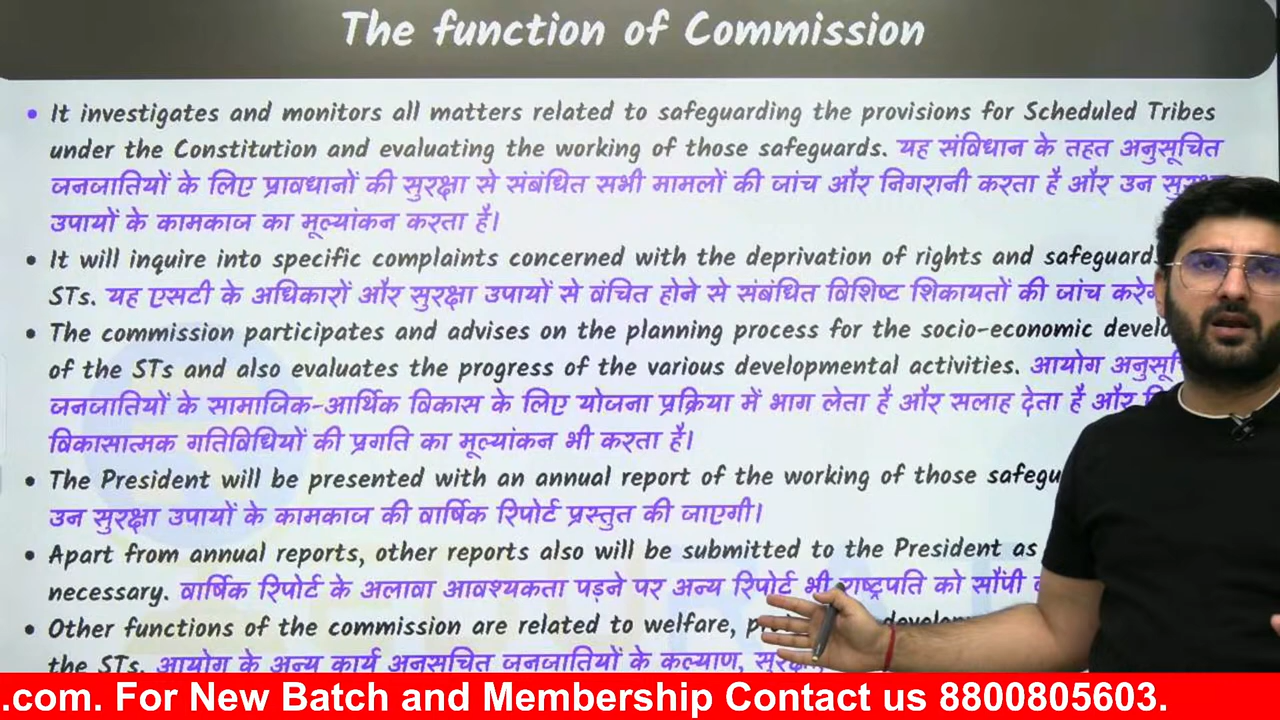 The function of Commission
• It investigates and monitors all matters related to safeguarding the provisions for Scheduled Tribes
under the Constitution and evaluating the working of those safeguards. यह संविधान के तहत अनुसूचित
जनजातियों के लिए प्रावधानों की सुरक्षा से संबंधित सभी मामलों की जांच और निगरानी करता है और उन
उपायों के कामकाज का मूल्यांकन करता है।
• It will inquire into specific complaints concerned with the deprivation of rights and
STs. यह एसटी के अधिकारों और सुरक्षा उपायों से वंचित होने से संबंधित विशिष्ट शिकायतों की जांच
• The commission participates and advises on the planning process for the socio-economic
of the STs and also evaluates the progress of the various developmental activities. आयोग
जनजातियों के सामाजिक-आर्थिक विकास के लिए योजना प्रक्रिया में भाग लेता है और सलाह देता है और
विकासात्मक गतिविधियों की प्रगति का मूल्यांकन भी करता है।
• The President will be presented with an annual report of the working of those
उन सुरक्षा उपायों के कामकाज की वार्षिक रिपोर्ट प्रस्तुत की जाएगी।
• Apart from annual reports, other reports also will be submitted to the President as
necessary. वार्षिक रिपोर्ट के अलावा आवश्यकता पड़ने पर अन्य रिपोर्ट भी राष्ट्रपति को सौंपी
• Other functions of the commission are related to welfare,
the STs. आयोग के अन्य कार्य अनुसूचित जनजातियों के कल्याण,
.com. For New Batch and Membership Contact us 8800805603.